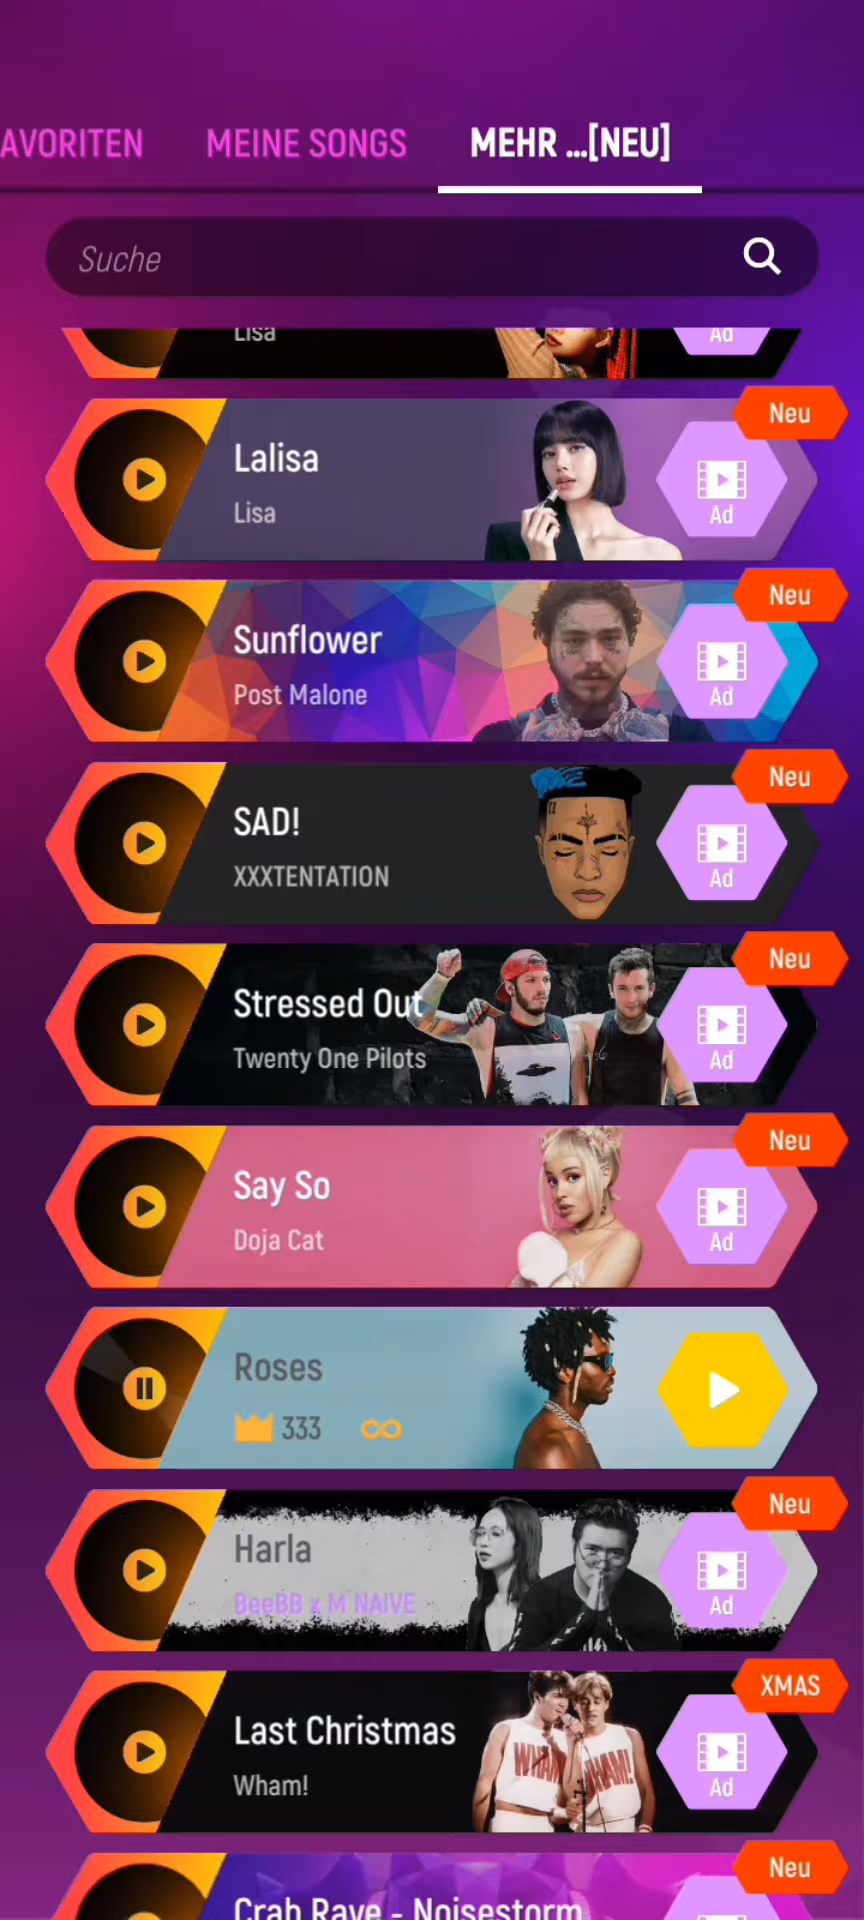 AVORITEN
MEINE SONGS
MEHR ...[NEU]
Suche
Lisa
Ad
Neu
Lalisa
Lisa
Ad
Neu
Sunflower
Post Malone
Ad
Neu
SAD!
XXXTENTATION
Ad
Neu
Stressed Out
Twenty One Pilots
Ad
Neu
Say So
Doja Cat
Ad
Roses
333
Neu
Harla
BeeBB x M NAIVE
Ad
XMAS
Last Christmas
Wham!
WHAM!
WHAM!
Ad
Neu
Crab Rave - Noisestorm